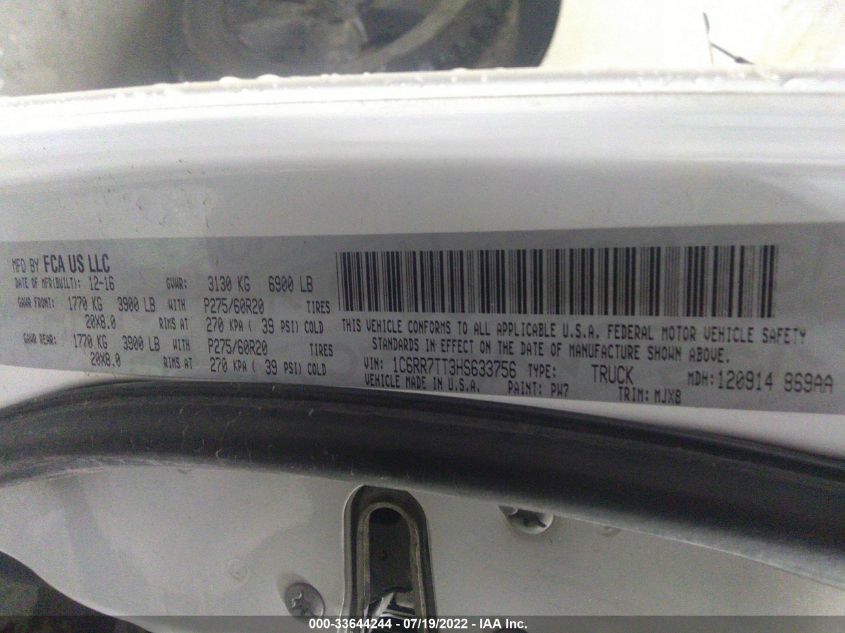 MFD BY FCA US LLC
DATE OF MFR(BUILT): 12-16 GVWR: 3130 KG 6900 LB
GAWR FRONT: 1770 KG 3900 LB WITH P275/60R20 TIRES
20X8.0 RIMS AT 270 KPA ( 39 PSI) COLD
GAWR REAR: 1770 KG 3900 LB WITH P275/60R20 TIRES
20X8.0 RIMS AT 270 KPA ( 39 PSI) COLD
THIS VEHICLE CONFORMS TO ALL APPLICABLE U.S.A. FEDERAL MOTOR VEHICLE SAFETY
STANDARDS IN EFFECT ON THE DATE OF MANUFACTURE SHOWN ABOVE.
VIN: 1C6RR7TT3HS633756 TYPE: TRUCK MDH: 120914 869AA
VEHICLE MADE IN U.S.A. PAINT: PW7 TRIM: MJX8
000-33644244 - 07/19/2022 - IAA Inc.